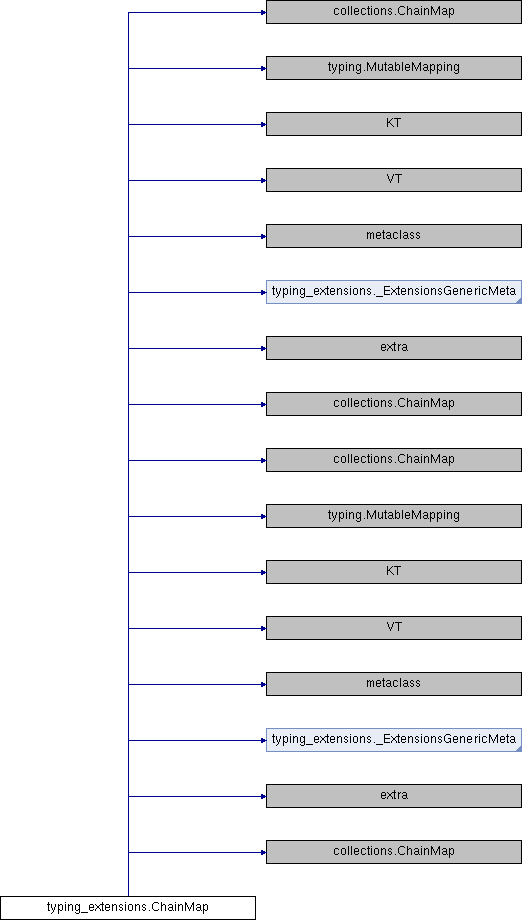 collections.ChainMap
typing.MutableMapping
KT
VT
metaclass
typing_extensions._ExtensionsGenericMeta
extra
collections.ChainMap
collections.ChainMap
typing.MutableMapping
KT
VT
metaclass
typing_extensions._ExtensionsGenericMeta
extra
collections.ChainMap
typing_extensions.ChainMap